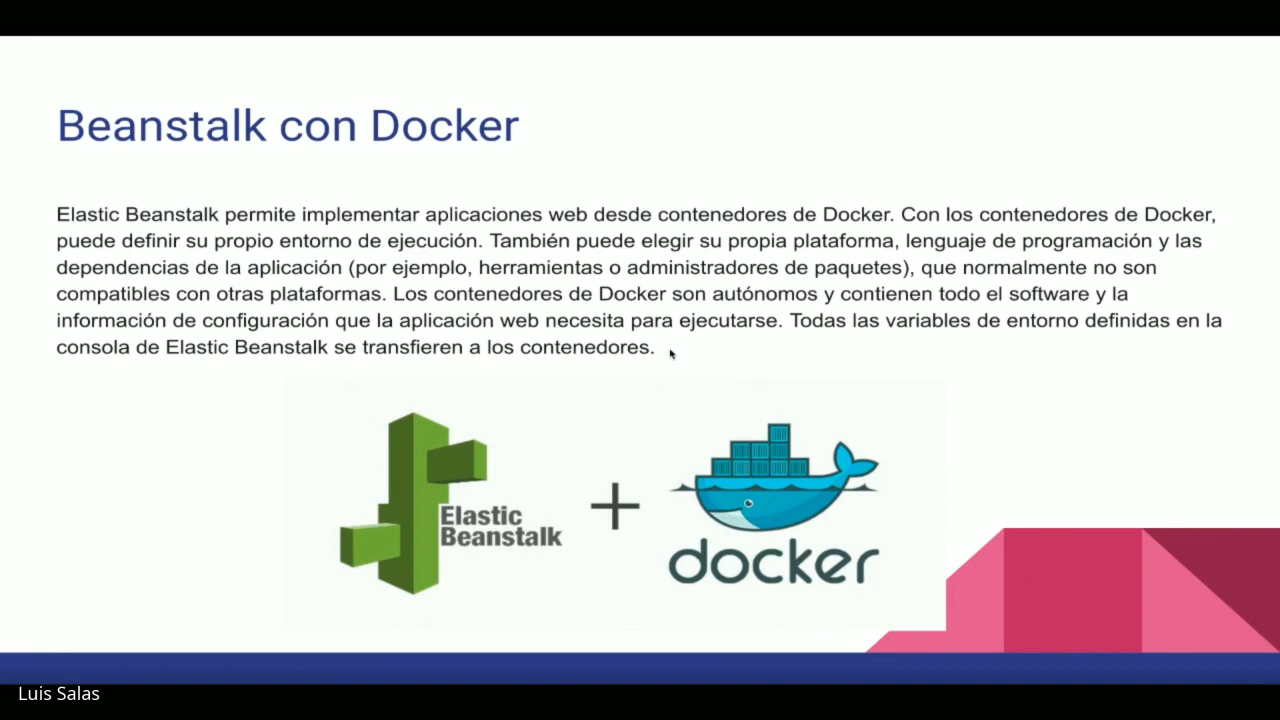 Beanstalk con Docker
Elastic Beanstalk permite implementar aplicaciones web desde contenedores de Docker. Con los contenedores de Docker,
puede definir su propio entorno de ejecución. También puede elegir su propia plataforma, lenguaje de programación y las
dependencias de la aplicación (por ejemplo, herramientas o administradores de paquetes), que normalmente no son
compatibles con otras plataformas. Los contenedores de Docker son autónomos y contienen todo el software y la
información de configuración que la aplicación web necesita para ejecutarse. Todas las variables de entorno definidas en la
consola de Elastic Beanstalk se transfieren a los contenedores.
Elastic
Beanstalk
+
docker
Luis Salas